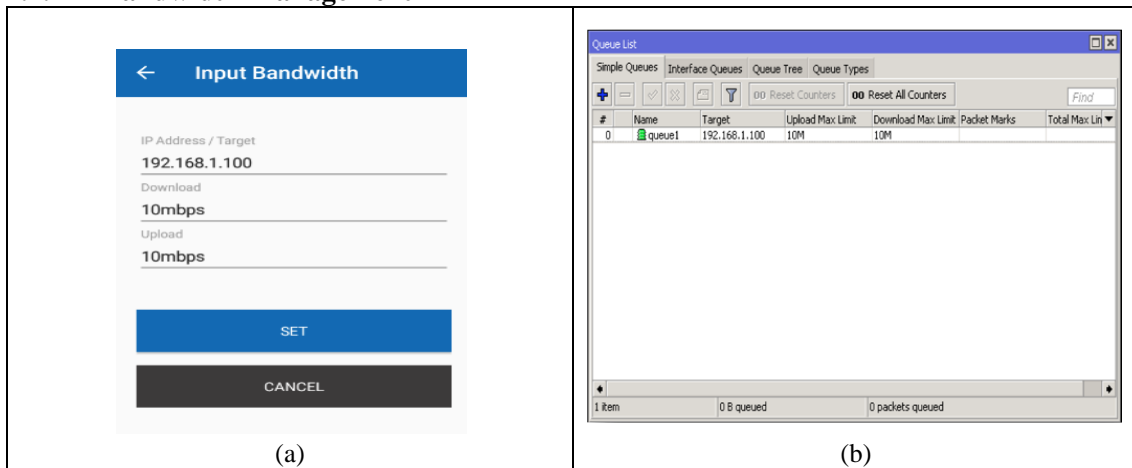 Input Bandwidth
IP Address / Target
192.168.1.100
Download
10mbps
Upload
10mbps
SET
CANCEL
(a)
Queue List
Simple Queues Interface Queues Queue Tree Queue Types
00 Reset Counters 00 Reset All Counters Find
# Name Target Upload Max Limit Download Max Limit Packet Marks Total Max Lin
0 queue1 192.168.1.100 10M 10M
1 item 0 B queued 0 packets queued
(b)